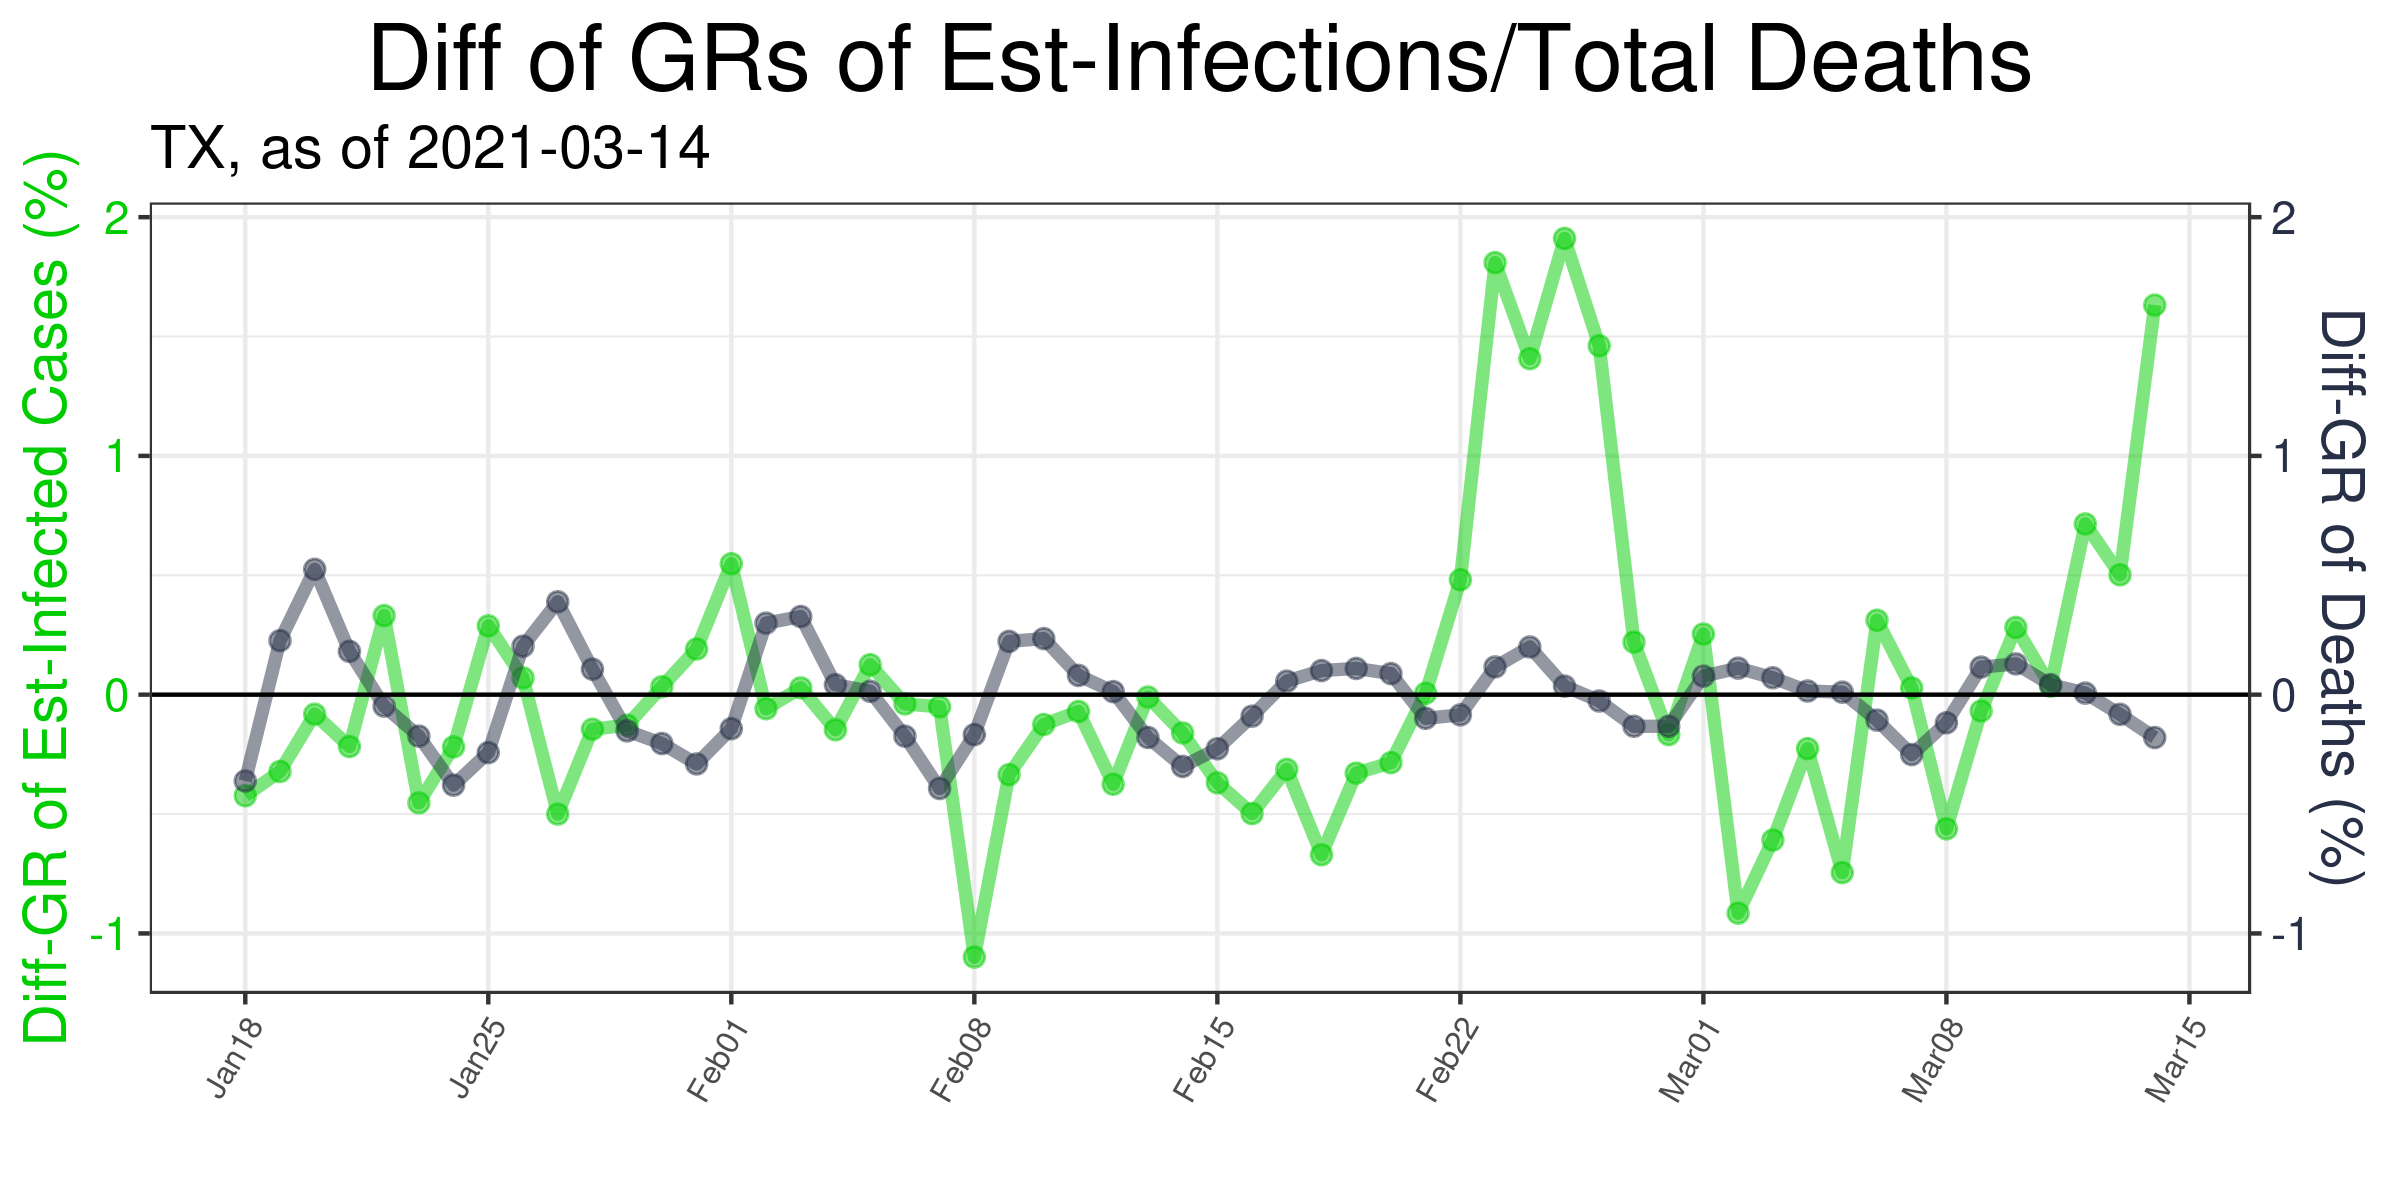 Diff of GRs of Est-Infections/Total Deaths
TX, as of 2021-03-14
Diff-GR of Est-Infected Cases (%)
2
1
0
-1
2
1
0
-1
Diff-GR of Deaths (%)
Jan18
Jan25
Feb01
Feb08
Feb15
Feb22
Mar01
Mar08
Mar15